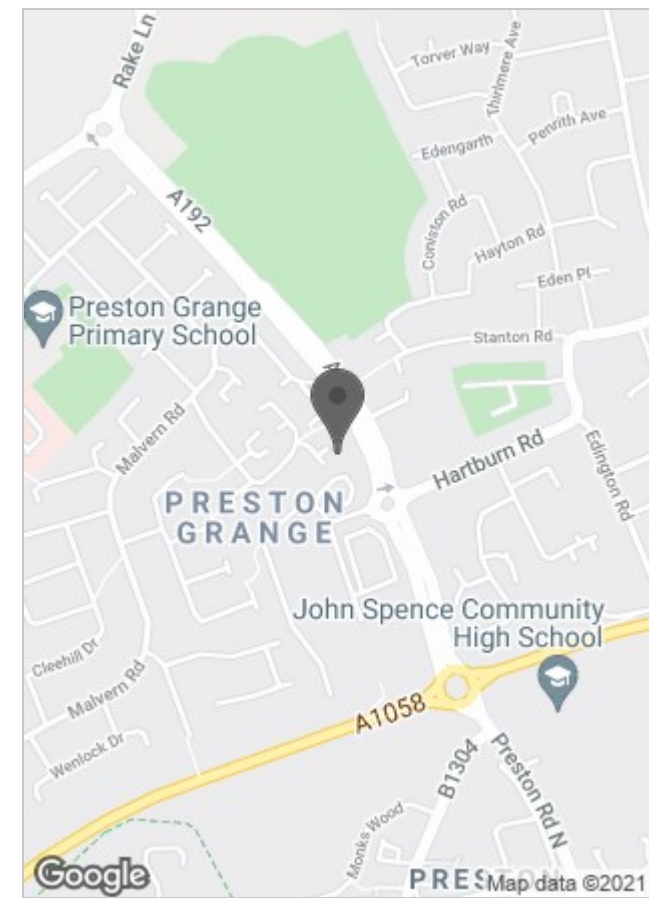 Rake Ln
Torver Way
Thirlmere Ave
Penrith Ave
Edengarth
A192
Coniston Rd
Hayton Rd
Eden Pl
Preston Grange
Primary School
Stanton Rd
Malvern Rd
Hartburn Rd
Edington Rd
PRESTON
GRANGE
John Spence Community
High School
Cleehill Dr
Malvern Rd
A1058
Wenlock Dr
B1304
Preston Rd N
Monks Wood
Google
PRESTON
Map data ©2021